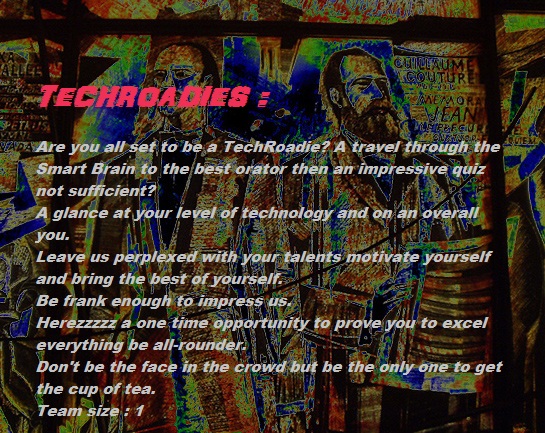 TECHROADIES :
Are you all set to be a TechRoadie? A travel through the
Smart Brain to the best orator then an impressive quiz
not sufficient?
A glance at your level of technology and on an overall
you.
Leave us perplexed with your talents motivate yourself
and bring the best of yourself.
Be frank enough to impress us.
Herezzzzz a one time opportunity to prove you to excel
everything be all-rounder.
Don't be the face in the crowd but be the only one to get
the cup of tea.
Team size : 1
GUILLAUME
COUTURE
MEMORA
JEAN